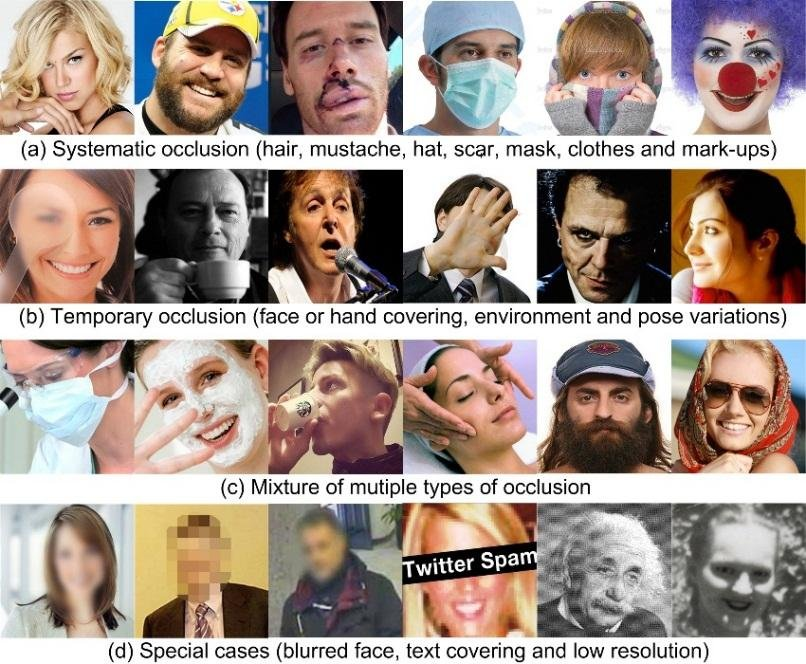 (a) Systematic occlusion (hair, mustache, hat, scar, mask, clothes and mark-ups)
(b) Temporary occlusion (face or hand covering, environment and pose variations)
(c) Mixture of mutiple types of occlusion
Twitter Spam
(d) Special cases (blurred face, text covering and low resolution)